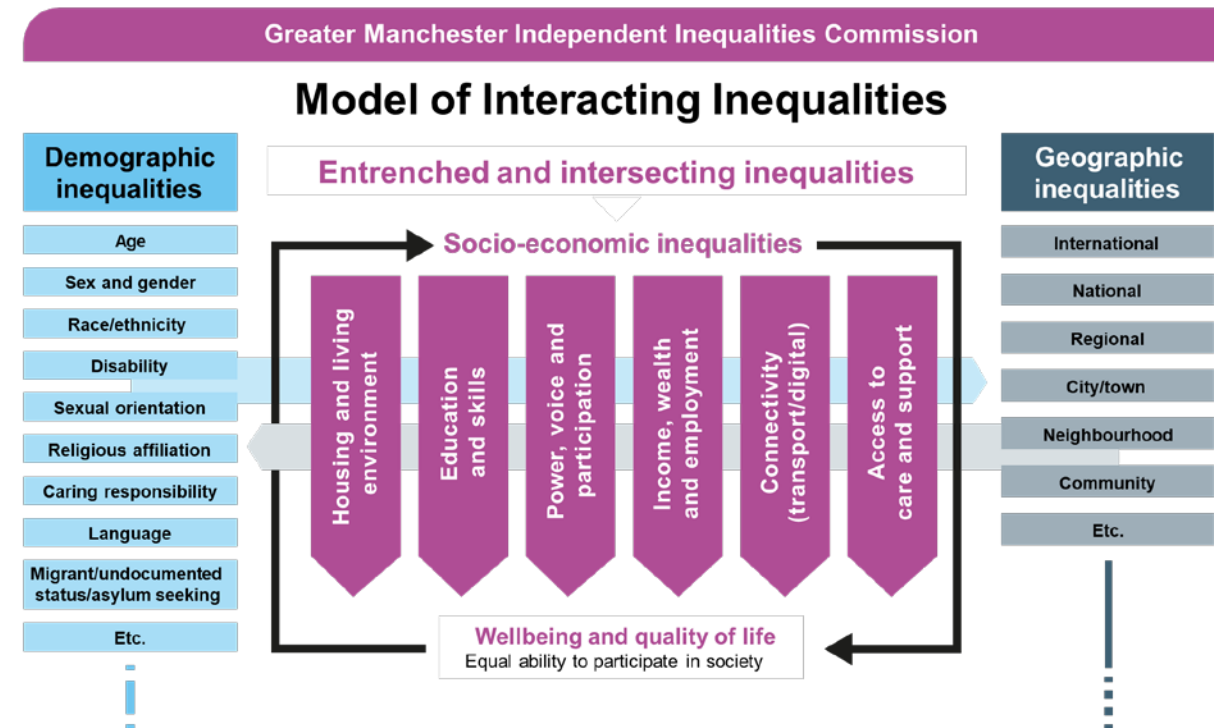 Greater Manchester Independent Inequalities Commission
Model of Interacting Inequalities
Demographic
inequalities
Age
Sex and gender
Race/ethnicity
Disability
Sexual orientation
Religious affiliation
Caring responsibility
Language
Migrant/undocumented
status/asylum seeking
Etc.
Entrenched and intersecting inequalities
Socio-economic inequalities
Housing and living
environment
Education
and skills
Power, voice and
participation
Income, wealth
and employment
Connectivity
(transport/digital)
Access to
care and support
Wellbeing and quality of life
Equal ability to participate in society
Geographic
inequalities
International
National
Regional
City/town
Neighbourhood
Community
Etc.